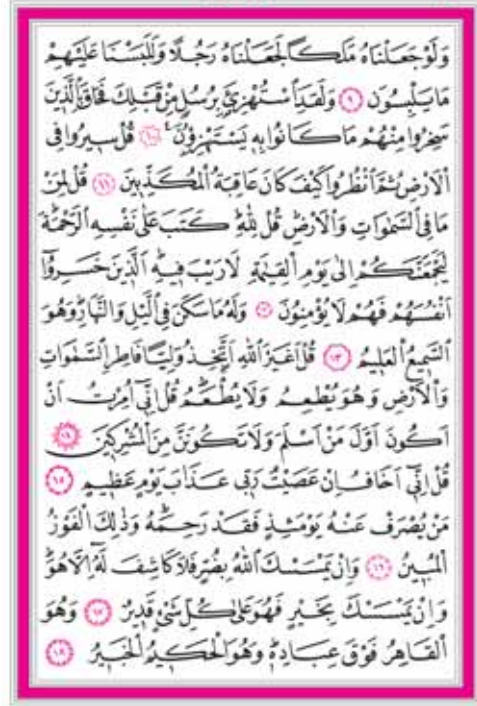 وَلَوْ جَعَلْنَاهُ مَلَكًا لَجَعَلْنَاهُ رَجُلًا وَلَلَبَسْنَا عَلَيْهِمْ
مَا يَلْبِسُونَ ﴿٩﴾ وَلَقَدِ اسْتُهْزِئَ بِرُسُلٍ مِنْ قَبْلِكَ فَحَاقَ بِالَّذِينَ
سَخِرُوا مِنْهُمْ مَا كَانُوا بِهِ يَسْتَهْزِؤُنَ ﴿١٠﴾ قُلْ سِيرُوا فِي
الْاَرْضِ ثُمَّ انْظُرُوا كَيْفَ كَانَ عَاقِبَةُ الْمُكَذِّبِينَ ﴿١١﴾ قُلْ لِمَنْ
مَا فِي السَّمٰوَاتِ وَالْاَرْضِ قُلْ لِلّٰهِ كَتَبَ عَلٰى نَفْسِهِ الرَّحْمَةَ
لَيَجْمَعَنَّكُمْ اِلٰى يَوْمِ الْقِيٰمَةِ لَا رَيْبَ فِيهِ اَلَّذِينَ خَسِرُٓوا
اَنْفُسَهُمْ فَهُمْ لَا يُؤْمِنُونَ ﴿١٢﴾ وَلَهُ مَا سَكَنَ فِي الَّيْلِ وَالنَّهَارِ وَهُوَ
السَّمِيعُ الْعَلِيمُ ﴿١٣﴾ قُلْ اَغَيْرَ اللّٰهِ اَتَّخِذُ وَلِيًّا فَاطِرِ السَّمٰوَاتِ
وَالْاَرْضِ وَهُوَ يُطْعِمُ وَلَا يُطْعَمُ قُلْ اِنِّٓي اُمِرْتُ اَنْ
اَكُونَ اَوَّلَ مَنْ اَسْلَمَ وَلَا تَكُونَنَّ مِنَ الْمُشْرِكِينَ ﴿١٤﴾
قُلْ اِنِّٓي اَخَافُ اِنْ عَصَيْتُ رَبِّي عَذَابَ يَوْمٍ عَظِيمٍ ﴿١٥﴾
مَنْ يُصْرَفْ عَنْهُ يَوْمَئِذٍ فَقَدْ رَحِمَهُ وَذٰلِكَ الْفَوْزُ
الْمُبِينُ ﴿١٦﴾ وَاِنْ يَمْسَسْكَ اللّٰهُ بِضُرٍّ فَلَا كَاشِفَ لَهُٓ اِلَّا هُوَ
وَاِنْ يَمْسَسْكَ بِخَيْرٍ فَهُوَ عَلٰى كُلِّ شَيْءٍ قَدِيرٌ ﴿١٧﴾ وَهُوَ
الْقَاهِرُ فَوْقَ عِبَادِهِ وَهُوَ الْحَكِيمُ الْخَبِيرُ ﴿١٨﴾